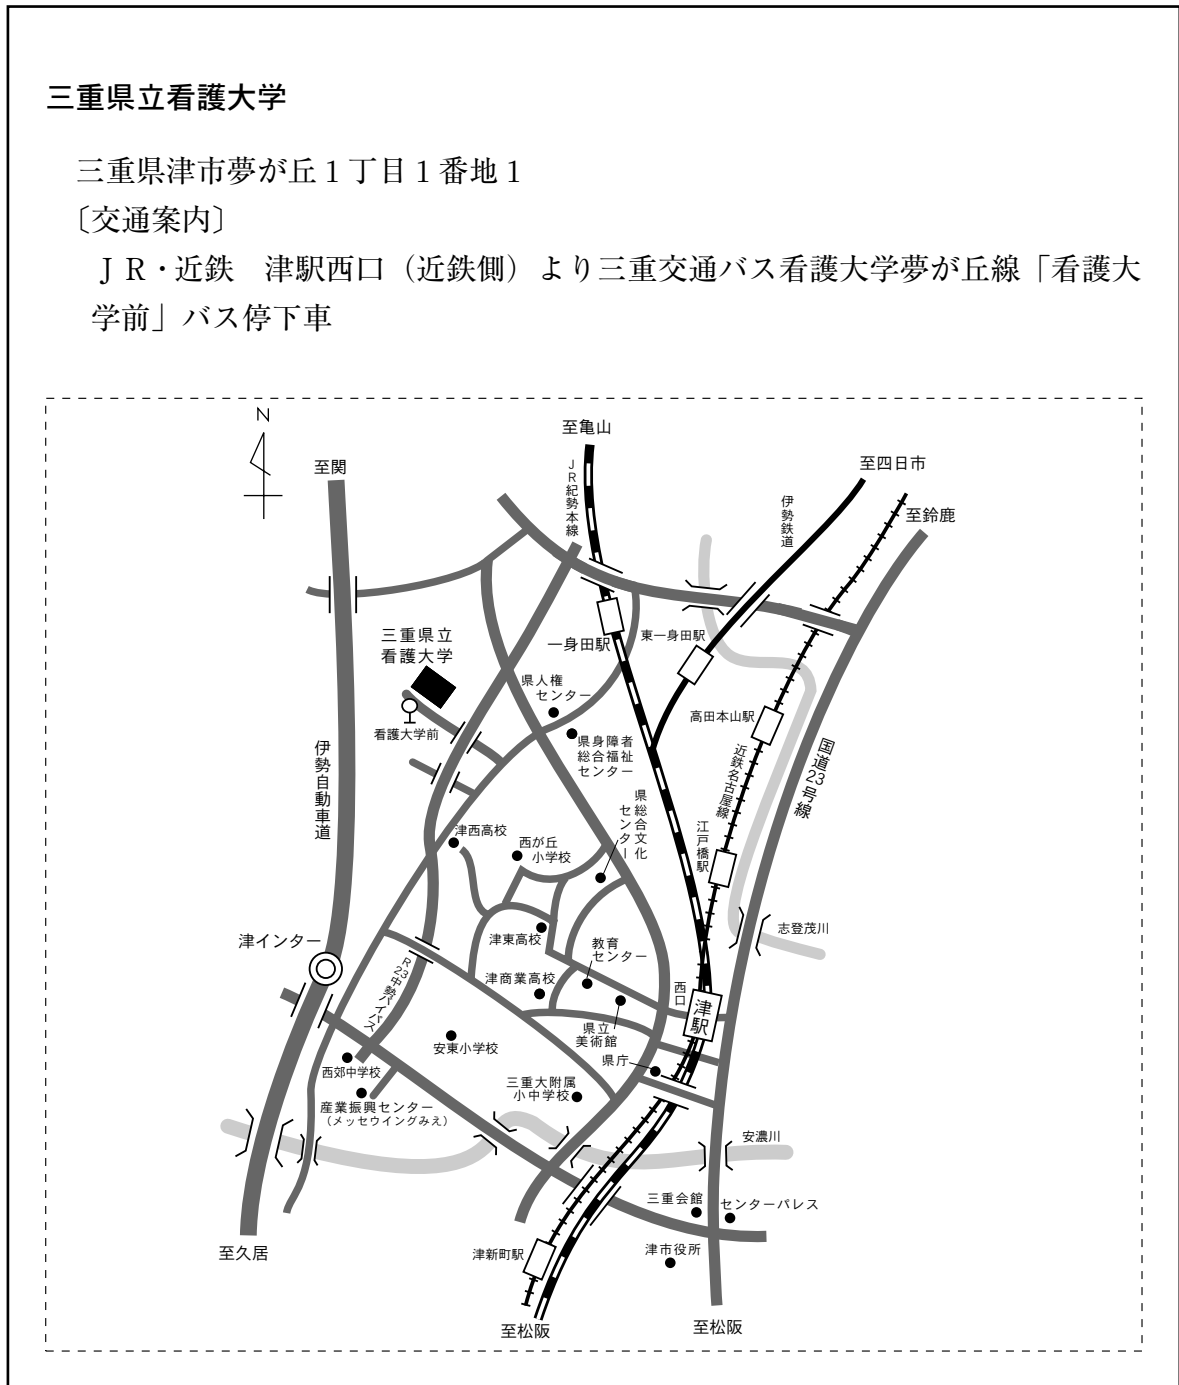 三重県立看護大学
三重県津市夢が丘１丁目１番地１
〔交通案内〕
ＪＲ・近鉄　津駅西口（近鉄側）より三重交通バス看護大学夢が丘線「看護大
学前」バス停下車
N
至亀山
至関
JR紀勢本線
至四日市
伊勢鉄道
至鈴鹿
三重県立
看護大学
一身田駅
東一身田駅
県人権
センター
看護大学前
高田本山駅
県身障者
総合福祉
センター
伊勢自動車道
近鉄名古屋線
国道23号線
県総合文化
センター
津西高校
西が丘
小学校
江戸橋駅
津東高校
志登茂川
津インター
教育
センター
R23中勢バイパス
津商業高校
西口
津駅
県立
美術館
安東小学校
県庁
西郊中学校
三重大附属
小中学校
産業振興センター
（メッセウイングみえ）
安濃川
三重会館
センターパレス
津新町駅
津市役所
至久居
至松阪
至松阪